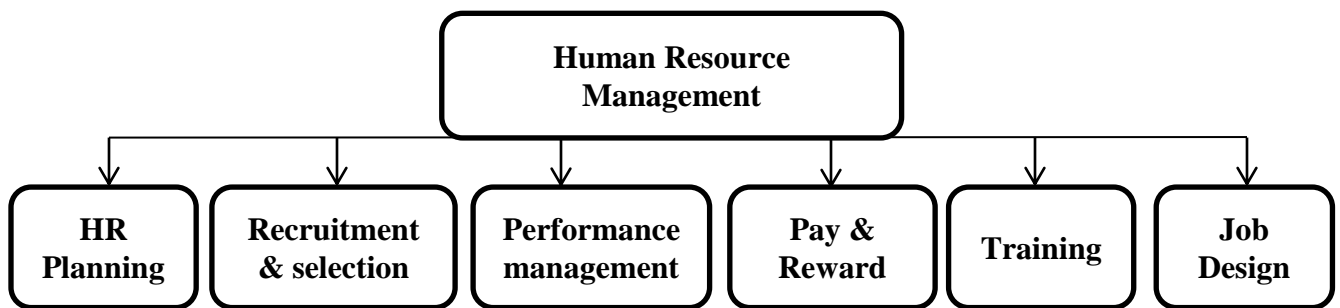 Human Resource
Management
HR
Planning
Recruitment
& selection
Performance
management
Pay &
Reward
Training
Job
Design